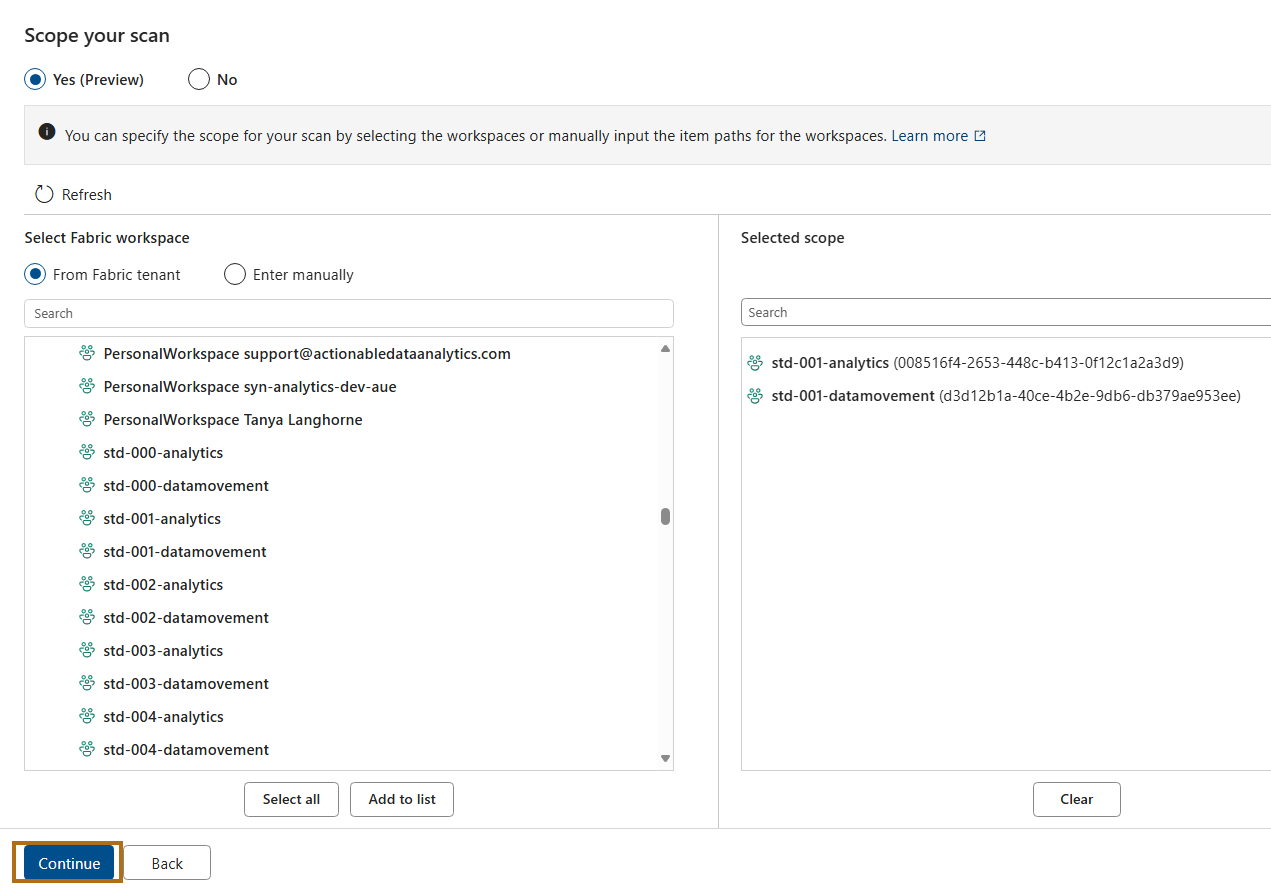 Scope your scan
Yes (Preview)
No
You can specify the scope for your scan by selecting the workspaces or manually input the item paths for the workspaces. Learn more
Refresh
Select Fabric workspace
From Fabric tenant
Enter manually
Search
PersonalWorkspace support@actionabledataanalytics.com
PersonalWorkspace syn-analytics-dev-aue
PersonalWorkspace Tanya Langhorne
std-000-analytics
std-000-datamovement
std-001-analytics
std-001-datamovement
std-002-analytics
std-002-datamovement
std-003-analytics
std-003-datamovement
std-004-analytics
std-004-datamovement
Select all
Add to list
Selected scope
Search
std-001-analytics (008516f4-2653-448c-b413-0f12c1a2a3d9)
std-001-datamovement (d3d12b1a-40ce-4b2e-9db6-db379ae953ee)
Clear
Continue
Back